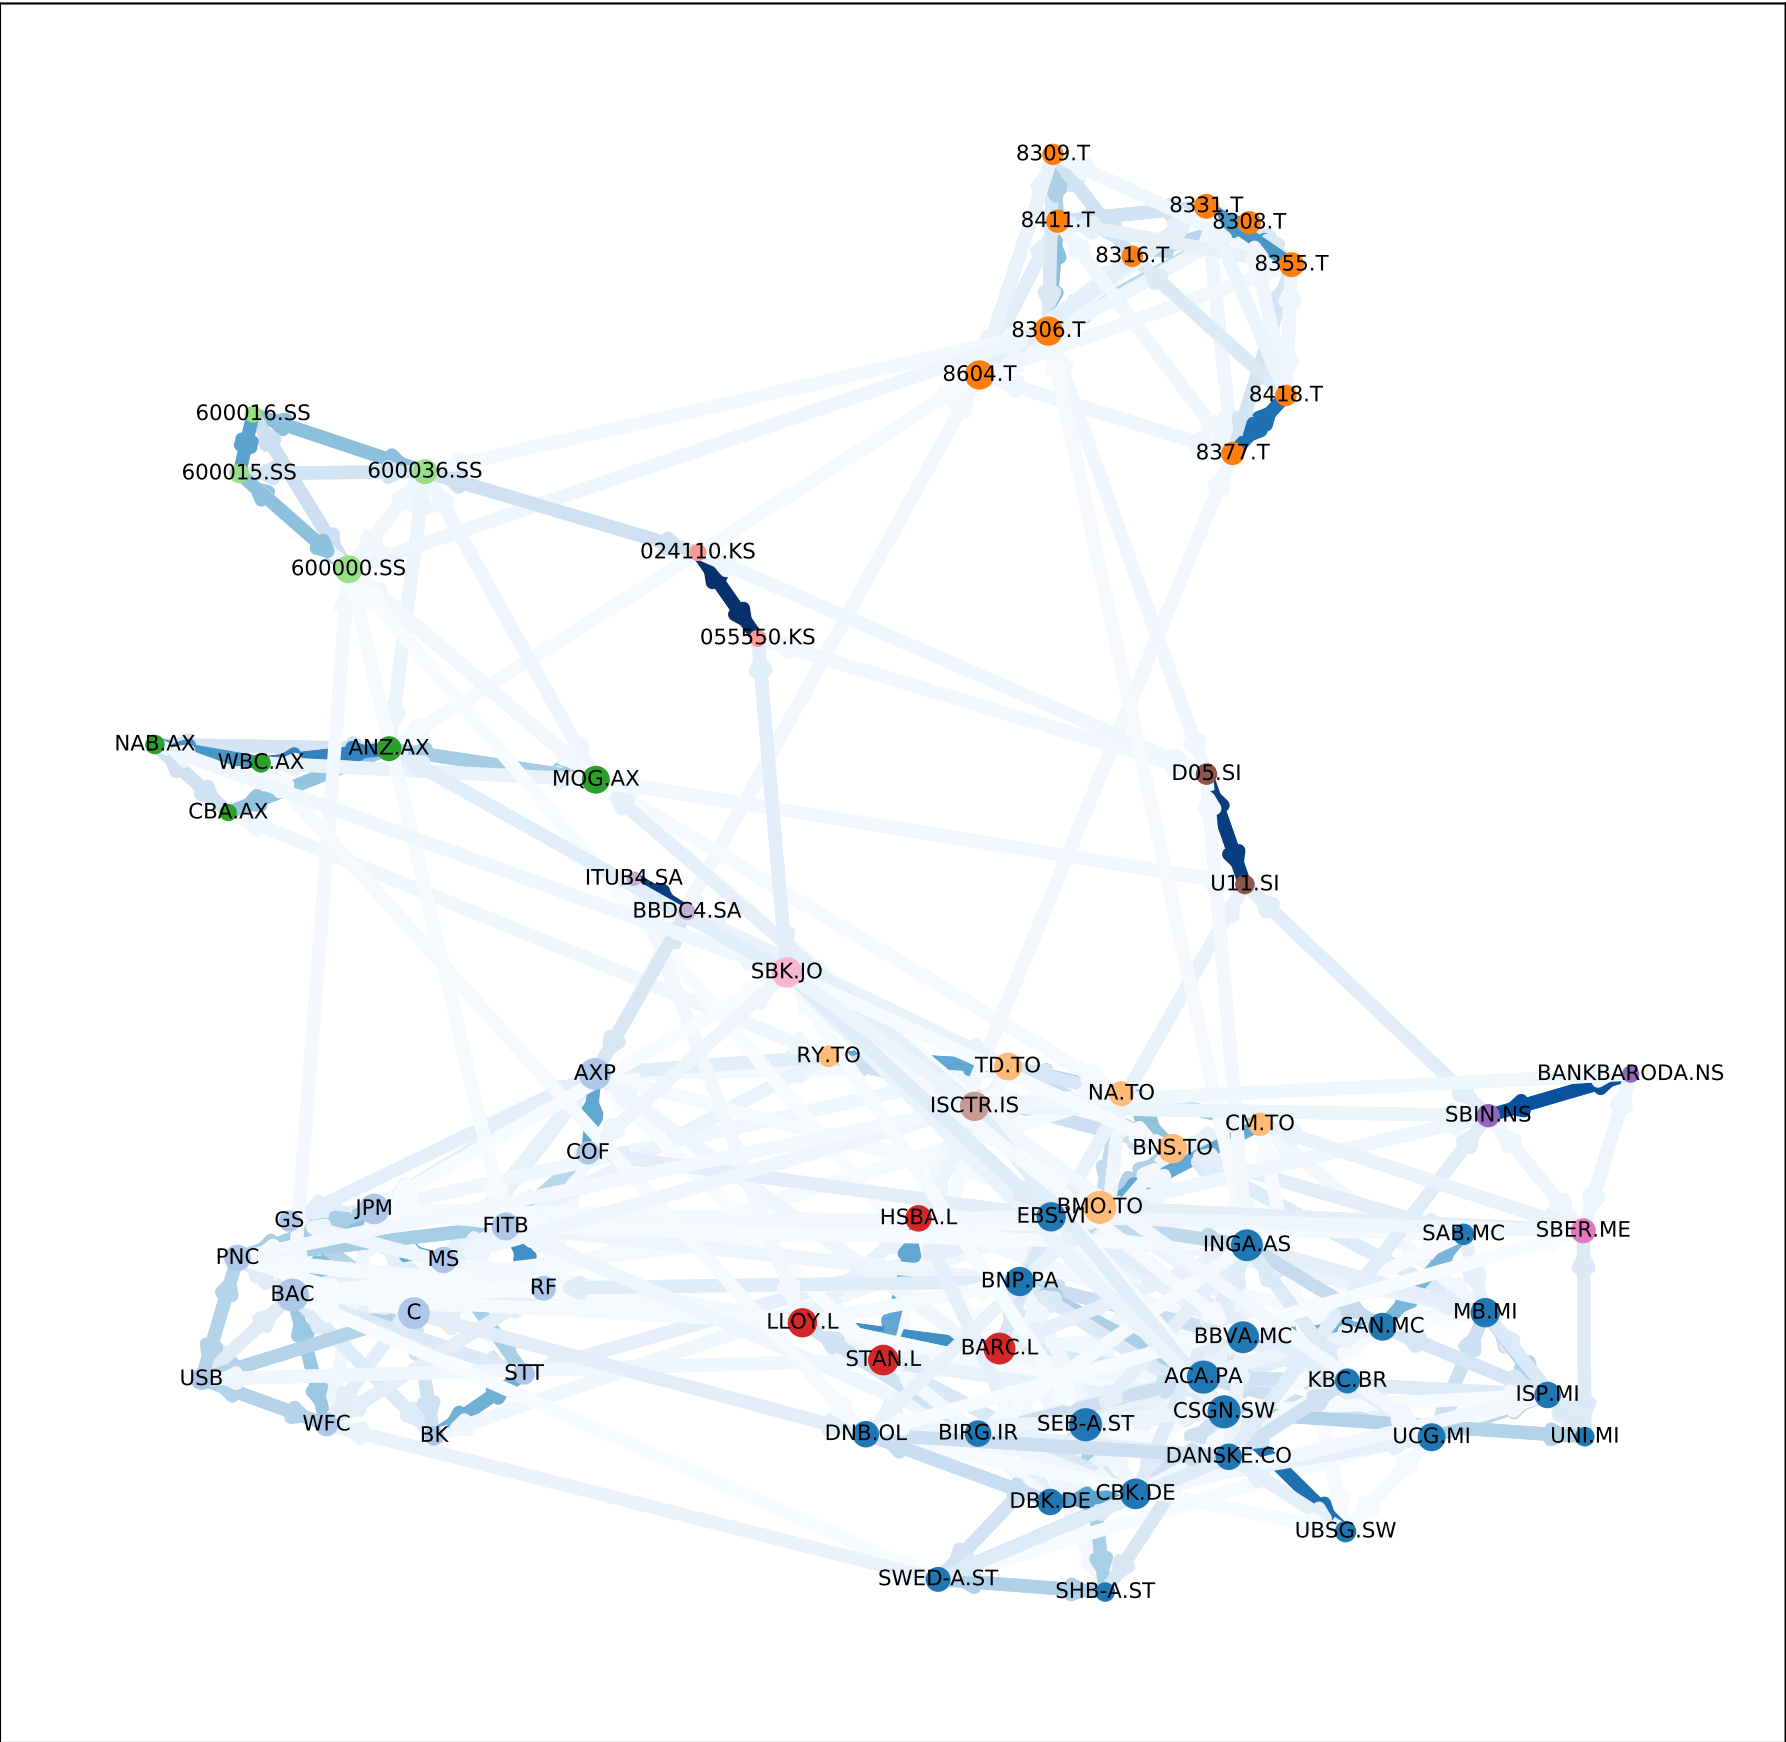 8309.T
8331.T
8411.T
8308.T
8316.T
8355.T
8306.T
8604.T
8418.T
600016.SS
8377.T
600015.SS
600036.SS
024110.KS
600000.SS
055550.KS
NAB.AX
ANZ.AX
WBC.AX
D05.SI
MQG.AX
CBA.AX
ITUB4.SA
U11.SI
BBDC4.SA
SBK.JO
RY.TO
TD.TO
AXP
BANKBARODA.NS
NA.TO
ISCTR.IS
SBIN.NS
CM.TO
BNS.TO
COF
JPM
BMO.TO
GS
HSBA.L
EBS.VI
FITB
SBER.ME
SAB.MC
INGA.AS
PNC
MS
BNP.PA
RF
BAC
C
MB.MI
LLOY.L
SAN.MC
BBVA.MC
BARC.L
STAN.L
STT
ACA.PA
USB
KBC.BR
ISP.MI
CSGN.SW
WFC
SEB-A.ST
BK
DNB.OL
BIRG.IR
UCG.MI
UNI.MI
DANSKE.CO
CBK.DE
DBK.DE
UBSG.SW
SWED-A.ST
SHB-A.ST